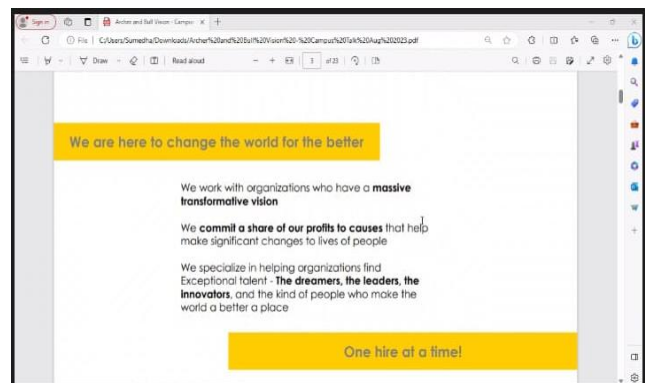 Sign in
Archer and Ball Vision - Campus
File | C:/Users/Sumedha/Downloads/Archer%20and%20Ball%20Vision%20-%20Campus%20Talk%20Aug%202023.pdf
Draw
Read aloud
3 of 23
We are here to change the world for the better
We work with organizations who have a massive
transformative vision
We commit a share of our profits to causes that help
make significant changes to lives of people
We specialize in helping organizations find
Exceptional talent - The dreamers, the leaders, the
innovators, and the kind of people who make the
world a better a place
One hire at a time!